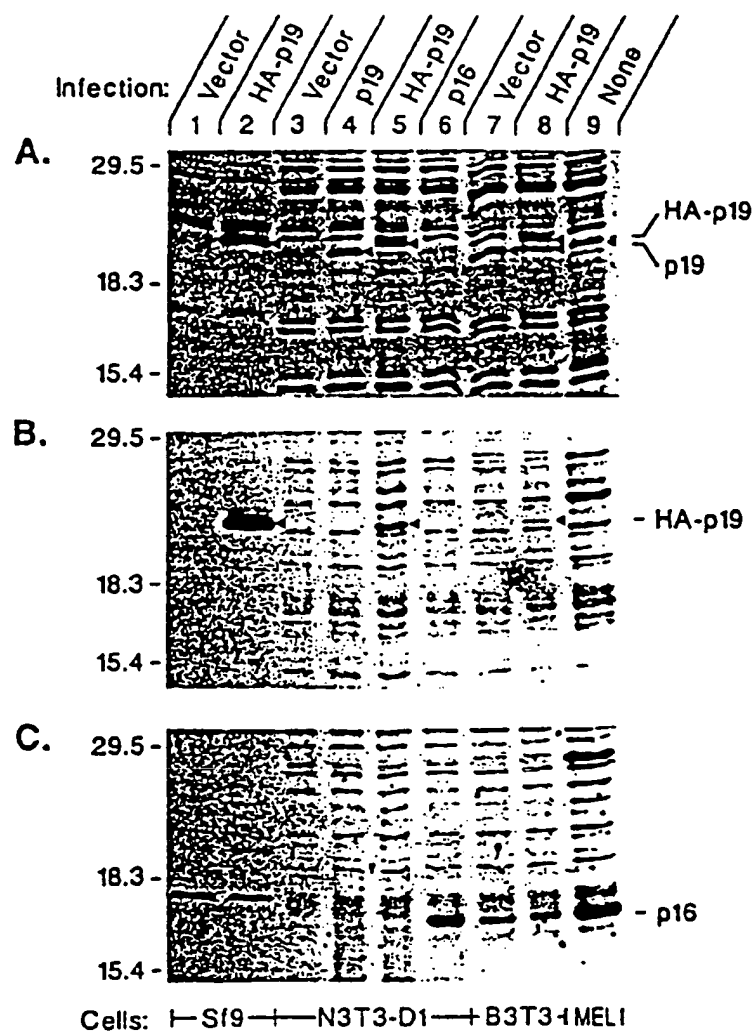 Infection: Vector HA-p19 Vector p19 HA-p19 p16 Vector HA-p19 None
1 2 3 4 5 6 7 8 9
A.
29.5 -
HA-p19
p19
18.3 -
15.4 -
B.
29.5 -
- HA-p19
18.3 -
15.4 -
C.
29.5 -
18.3 -
- p16
15.4 -
Cells: Sf9 N3T3-D1 B3T3 MEL